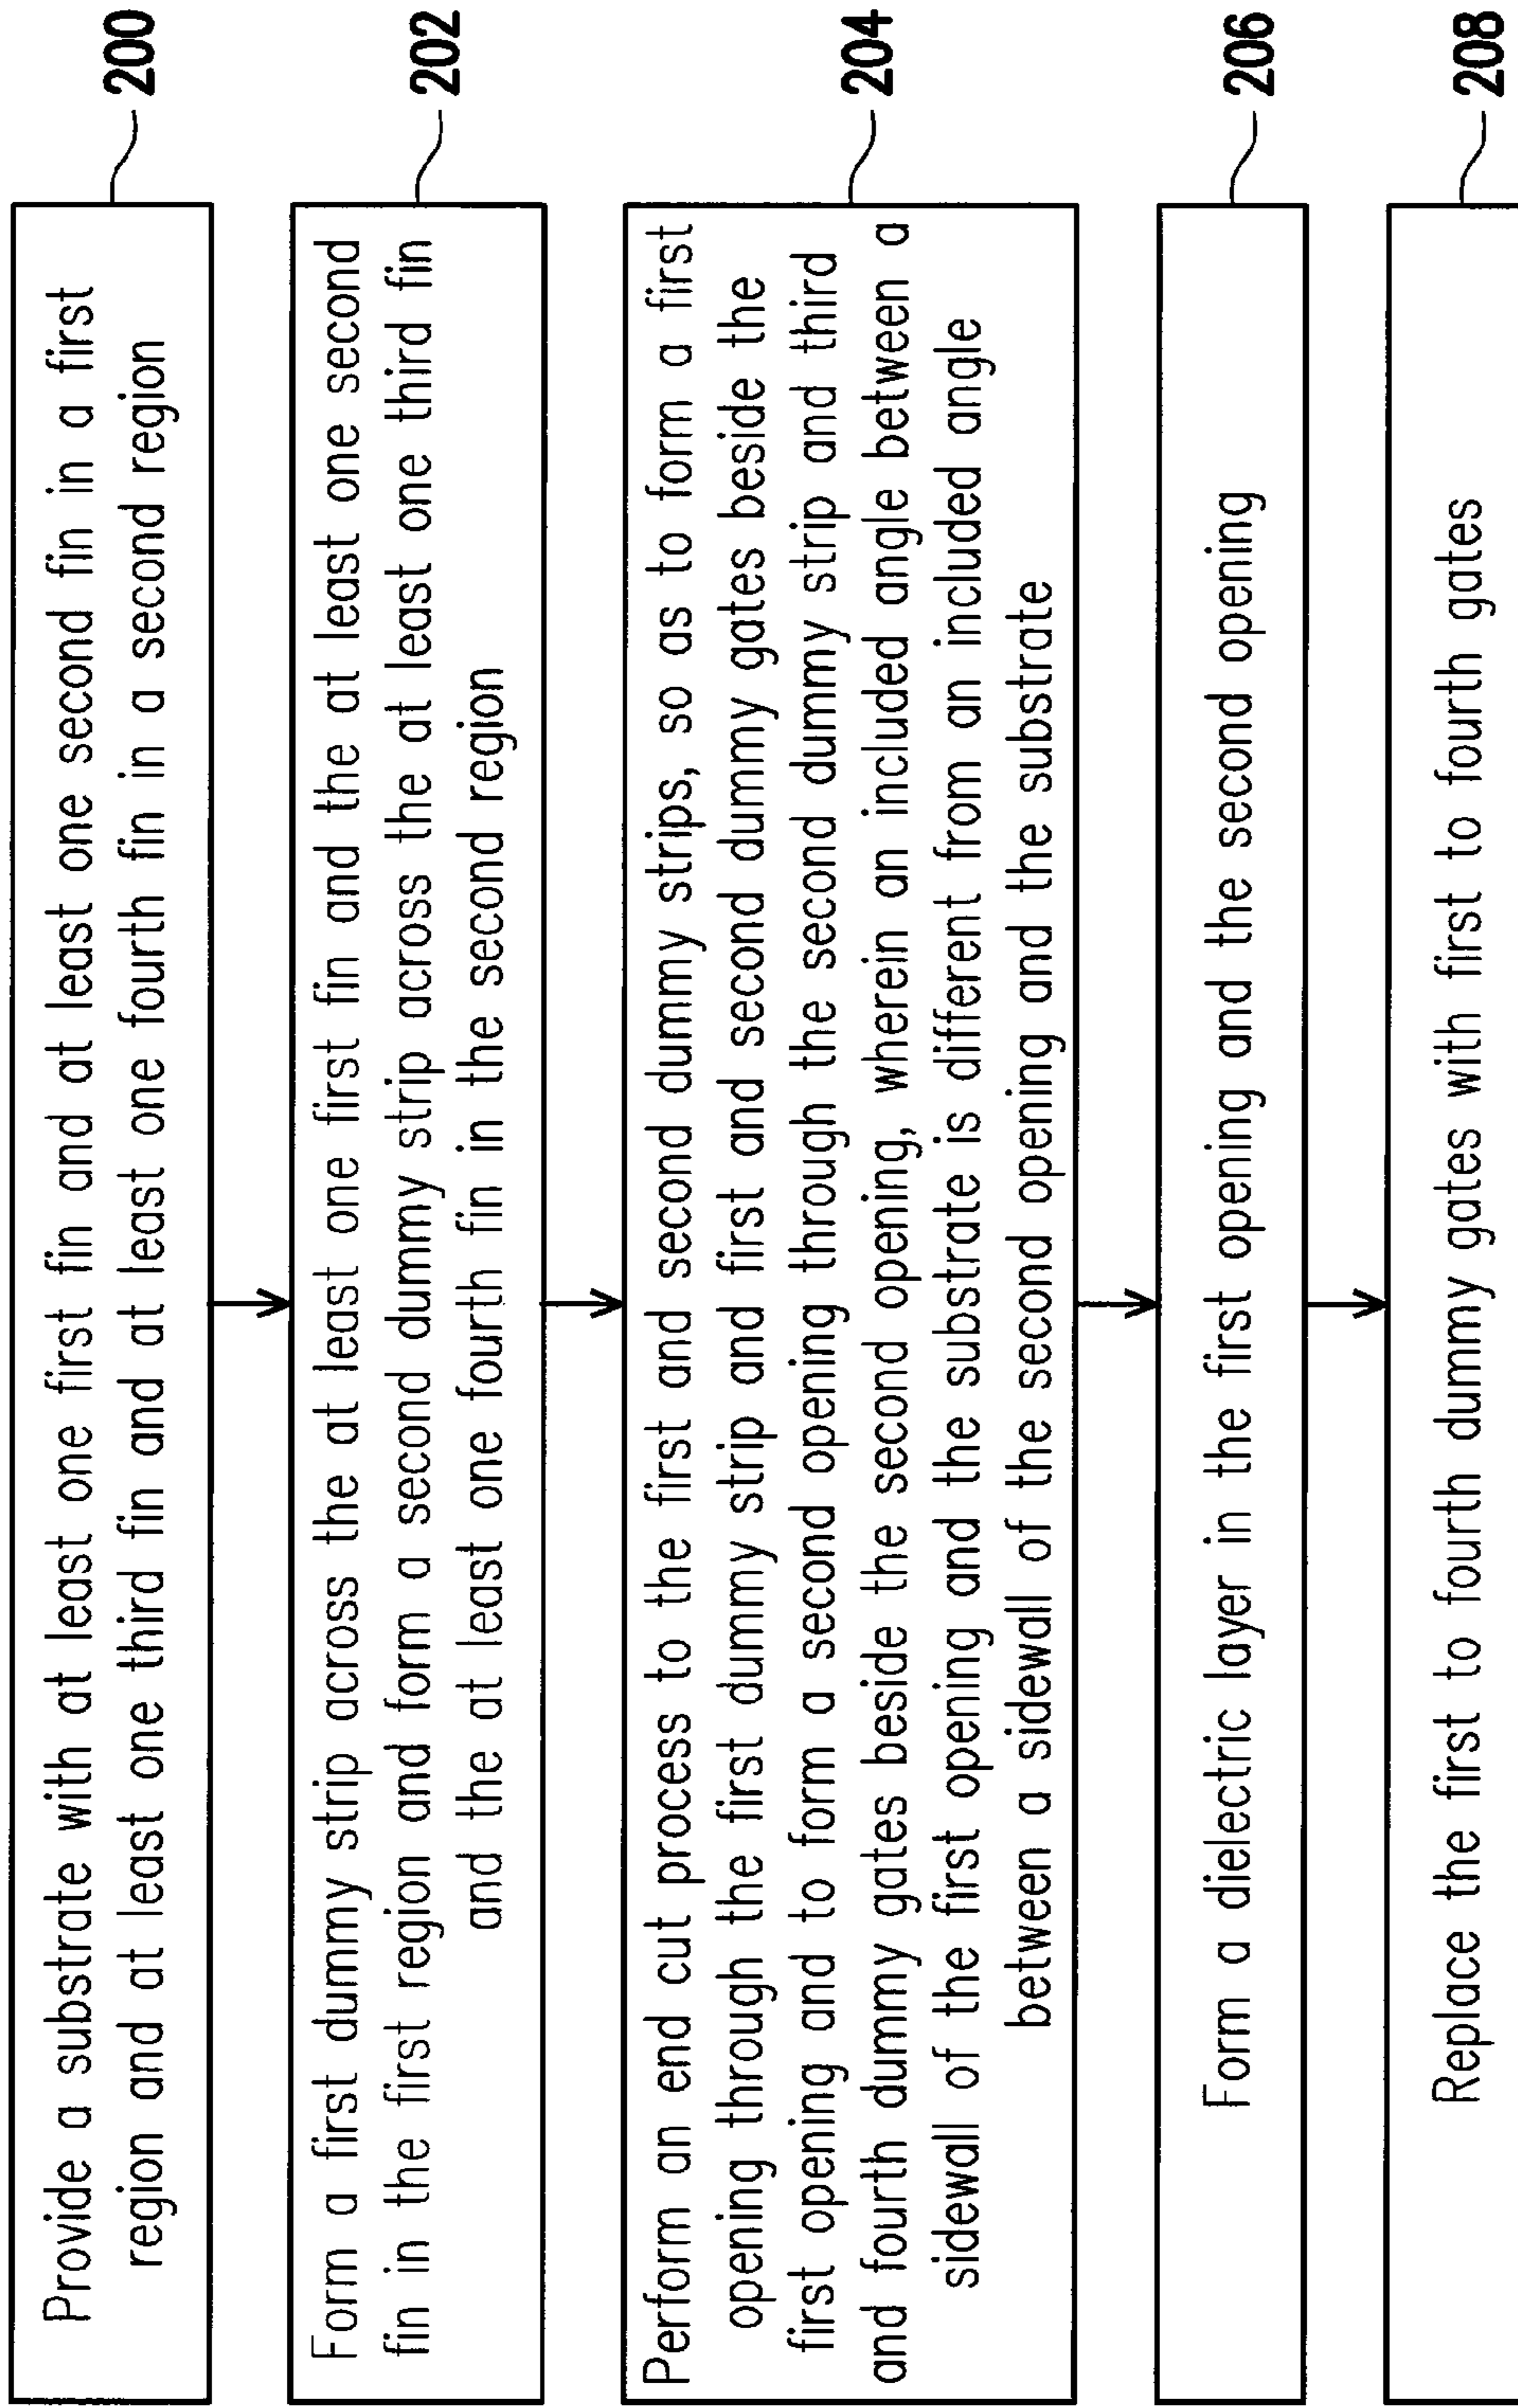 Provide a substrate with at least one first fin and at least one second fin in a first
region and at least one third fin and at least one fourth fin in a second region
200
Form a first dummy strip across the at least one first fin and the at least one second
fin in the first region and form a second dummy strip across the at least one third fin
and the at least one fourth fin in the second region
202
Perform an end cut process to the first and second dummy strips, so as to form a first
opening through the first dummy strip and first and second dummy gates beside the
first opening and to form a second opening through the second dummy strip and third
and fourth dummy gates beside the second opening, wherein an included angle between a
sidewall of the first opening and the substrate is different from an included angle
between a sidewall of the second opening and the substrate
204
Form a dielectric layer in the first opening and the second opening
206
Replace the first to fourth dummy gates with first to fourth gates
208